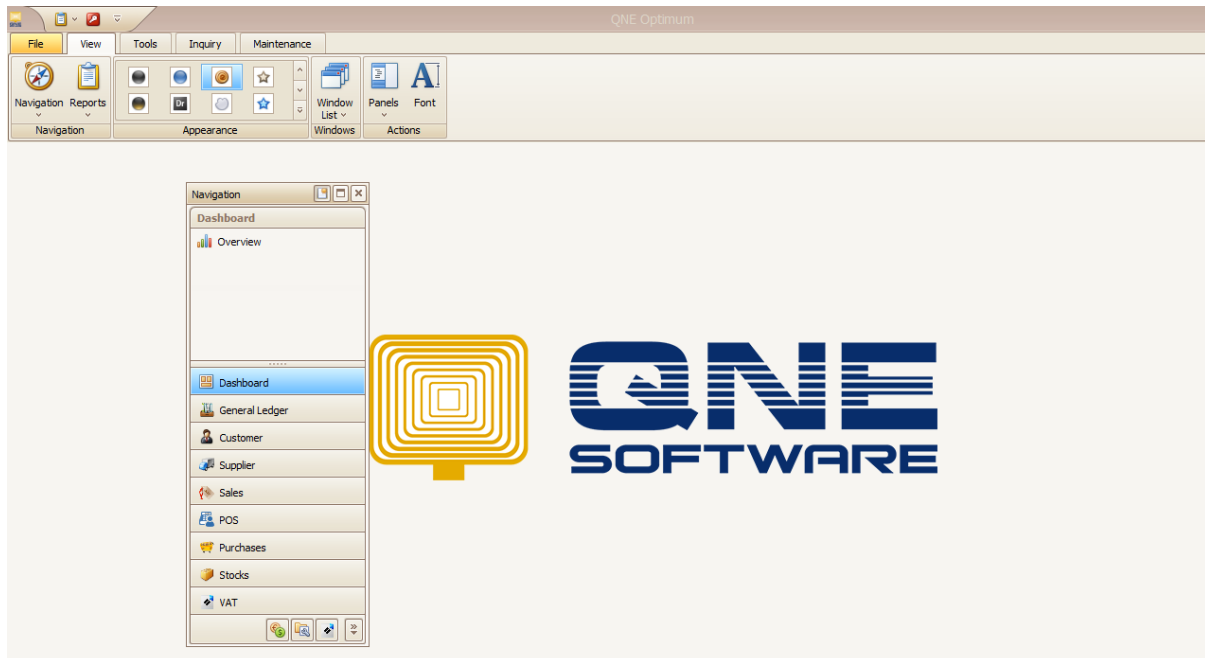 QNE Optimum
File View Tools Inquiry Maintenance
Navigation Reports
Window List
Panels Font
Dr
Navigation Appearance Windows Actions
Navigation
Dashboard
Overview
Dashboard
General Ledger
Customer
Supplier
Sales
POS
Purchases
Stocks
VAT
QNE
SOFTWARE